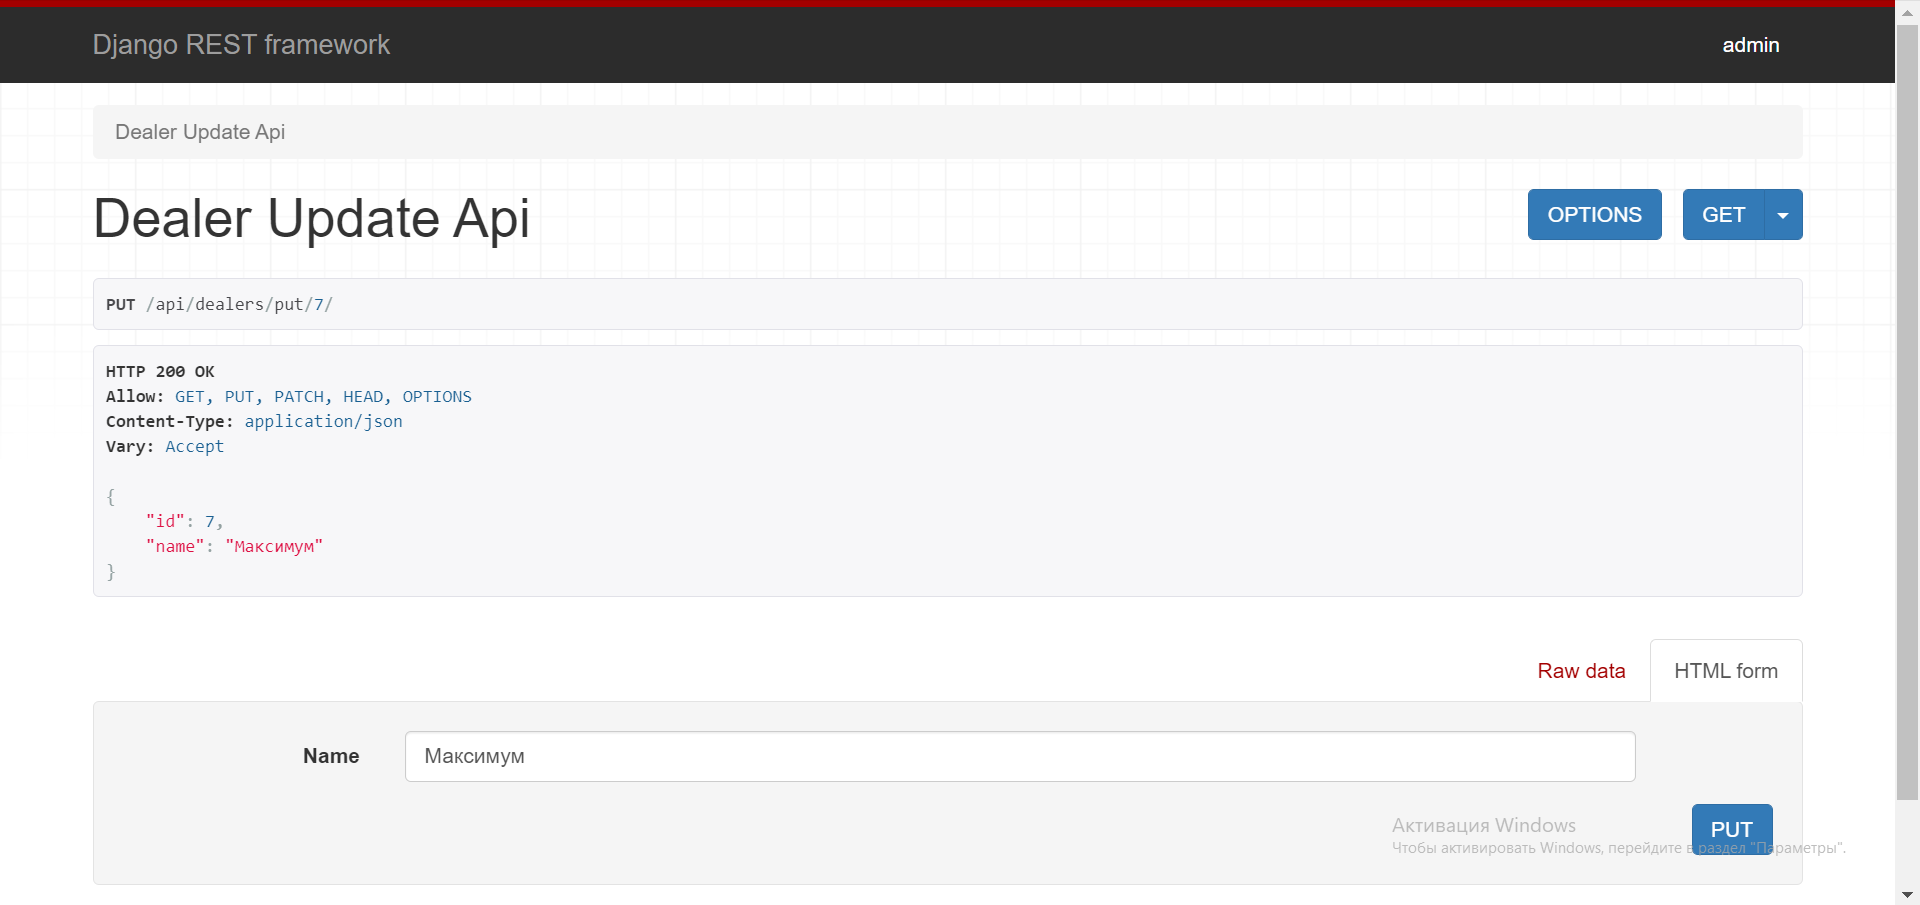 Django REST framework
admin
Dealer Update Api
Dealer Update Api
OPTIONS
GET
PUT /api/dealers/put/7/
HTTP 200 OK
Allow: GET, PUT, PATCH, HEAD, OPTIONS
Content-Type: application/json
Vary: Accept
{
    "id": 7,
    "name": "Максимум"
}
Raw data
HTML form
Name
Максимум
PUT
Активация Windows
Чтобы активировать Windows, перейдите в раздел "Параметры".